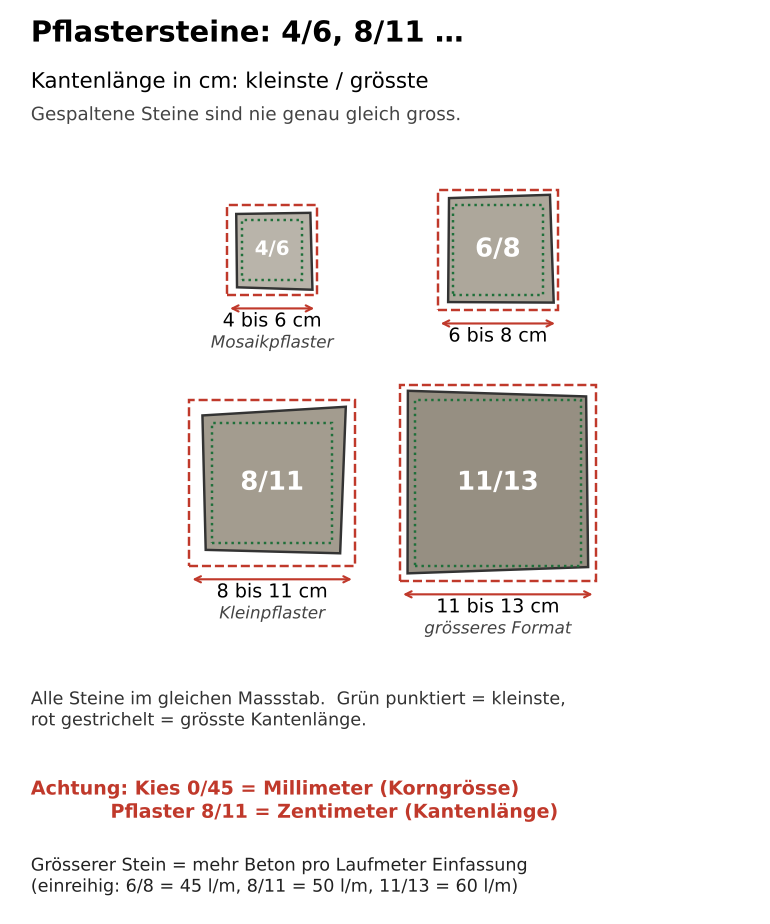 Pflastersteine: 4/6, 8/11 ...
Kantenlänge in cm: kleinste / grösste
Gespaltene Steine sind nie genau gleich gross.
4/6
6/8
4 bis 6 cm
Mosaikpflaster
6 bis 8 cm
8/11
11/13
8 bis 11 cm
Kleinpflaster
11 bis 13 cm
grösseres Format
Alle Steine im gleichen Massstab.  Grün punktiert = kleinste,
rot gestrichelt = grösste Kantenlänge.
Achtung: Kies 0/45 = Millimeter (Korngrösse)
Pflaster 8/11 = Zentimeter (Kantenlänge)
Grösserer Stein = mehr Beton pro Laufmeter Einfassung
(einreihig: 6/8 = 45 l/m, 8/11 = 50 l/m, 11/13 = 60 l/m)